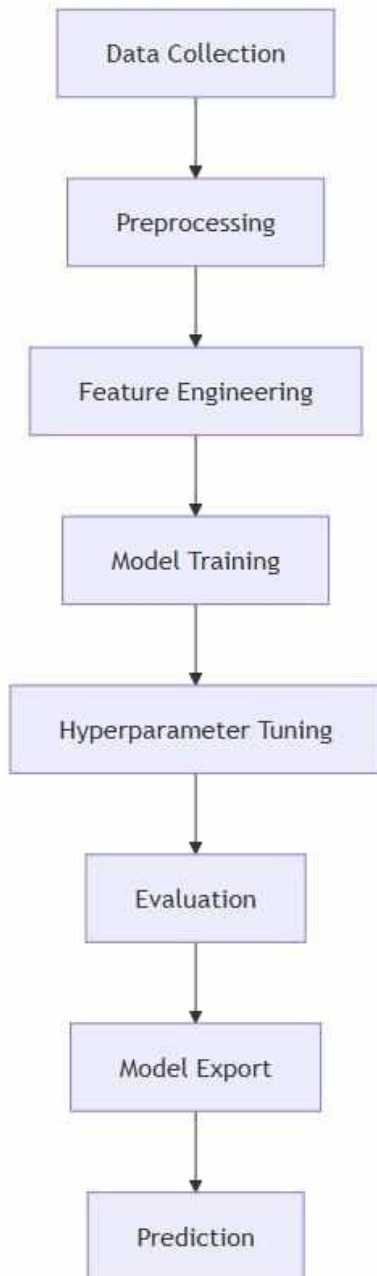 Data Collection
Preprocessing
Feature Engineering
Model Training
Hyperparameter Tuning
Evaluation
Model Export
Prediction